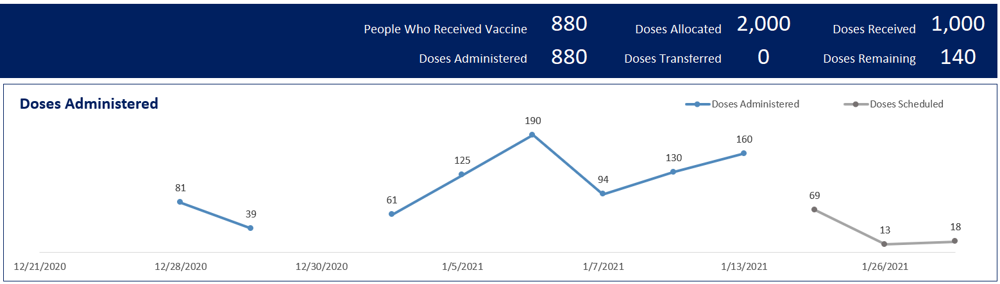 People Who Received Vaccine 880 Doses Allocated 2,000 Doses Received 1,000
Doses Administered 880 Doses Transferred 0 Doses Remaining 140
Doses Administered
Doses Administered Doses Scheduled
190
160
125
130
81
94
61
69
39
13
18
12/21/2020 12/28/2020 12/30/2020 1/5/2021 1/7/2021 1/13/2021 1/26/2021